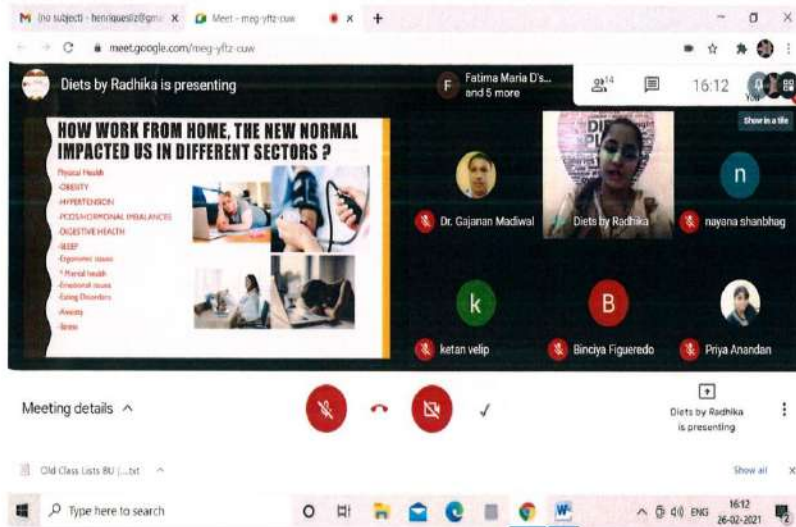 (no subject) - henriquesliz@gma
Meet - meg-yftz-cuw
meet.google.com/meg-yftz-cuw
Diets by Radhika is presenting
F
Fatima Maria D's...
and 5 more
14
16:12
You
Show in a tile
HOW WORK FROM HOME, THE NEW NORMAL
IMPACTED US IN DIFFERENT SECTORS ?
Physical Health
-OBESITY
-HYPERTENSION
-PCOS/HORMONAL IMBALANCES
-DIGESTIVE HEALTH
-SLEEP
-Ergonomic issues
* Mental health
-Emotional issues
-Eating Disorders
-Anxiety
-Stress
Dr. Gajanan Madiwal
Diets by Radhika
n
nayana shanbhag
k
ketan velip
B
Binciya Figueredo
Priya Anandan
Meeting details
Diets by Radhika
is presenting
Old Class Lists BU (....txt
Show all
Type here to search
ENG
16:12
26-02-2021